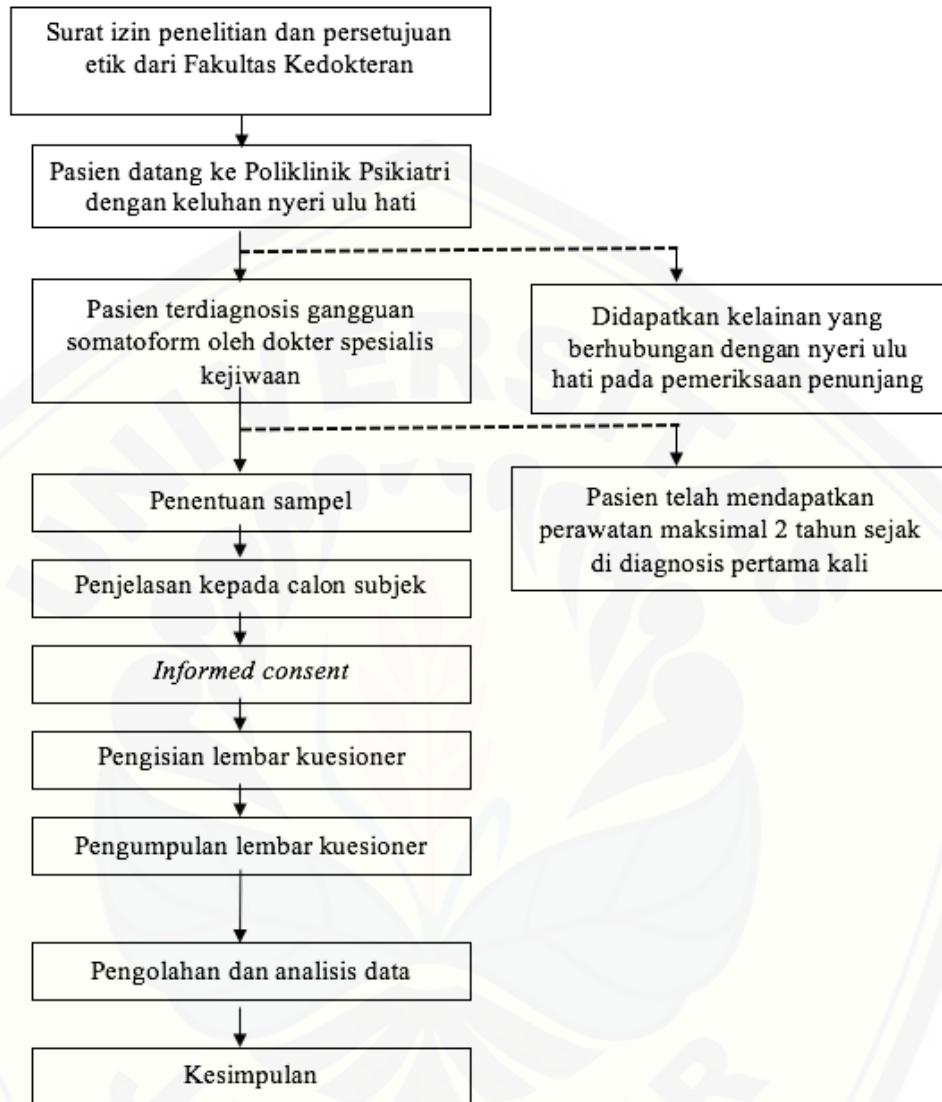 Surat izin penelitian dan persetujuan
etik dari Fakultas Kedokteran
Pasien datang ke Poliklinik Psikiatri
dengan keluhan nyeri ulu hati
Pasien terdiagnosis gangguan
somatoform oleh dokter spesialis
kejiwaan
Didapatkan kelainan yang
berhubungan dengan nyeri ulu
hati pada pemeriksaan penunjang
Penentuan sampel
Pasien telah mendapatkan
perawatan maksimal 2 tahun sejak
di diagnosis pertama kali
Penjelasan kepada calon subjek
Informed consent
Pengisian lembar kuesioner
Pengumpulan lembar kuesioner
Pengolahan dan analisis data
Kesimpulan
UNIVERSITAS